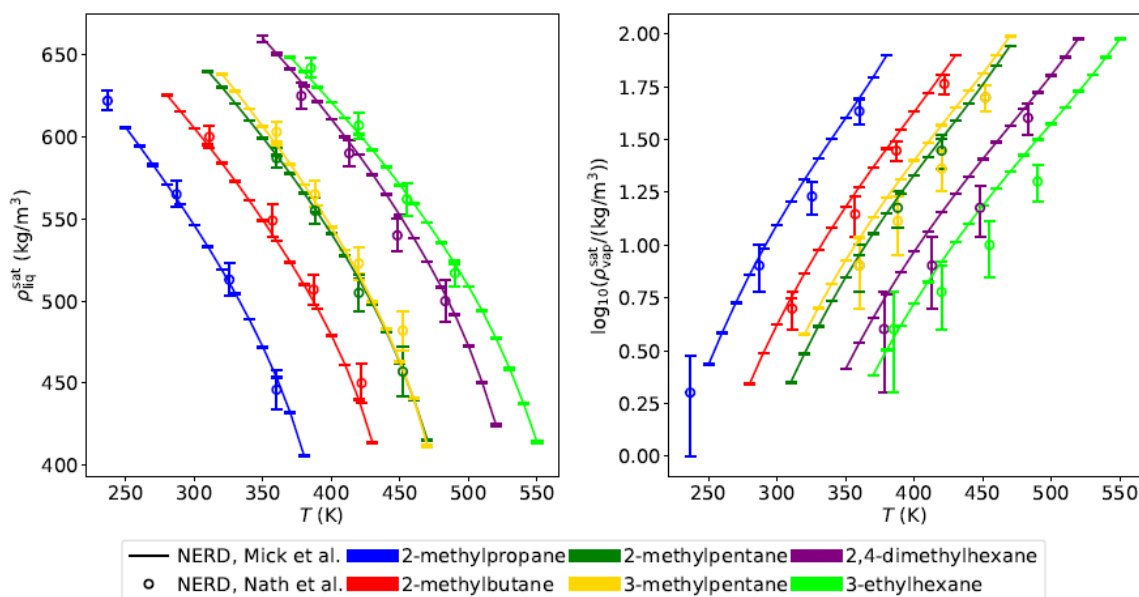 650
600
550
500
450
400
ρ_liq^sat (kg/m³)
250 300 350 400 450 500 550
T (K)
2.00
1.75
1.50
1.25
1.00
0.75
0.50
0.25
0.00
log₁₀(ρ_vap^sat/(kg/m³))
250 300 350 400 450 500 550
T (K)
NERD, Mick et al. 2-methylpropane 2-methylpentane 2,4-dimethylhexane
NERD, Nath et al. 2-methylbutane 3-methylpentane 3-ethylhexane